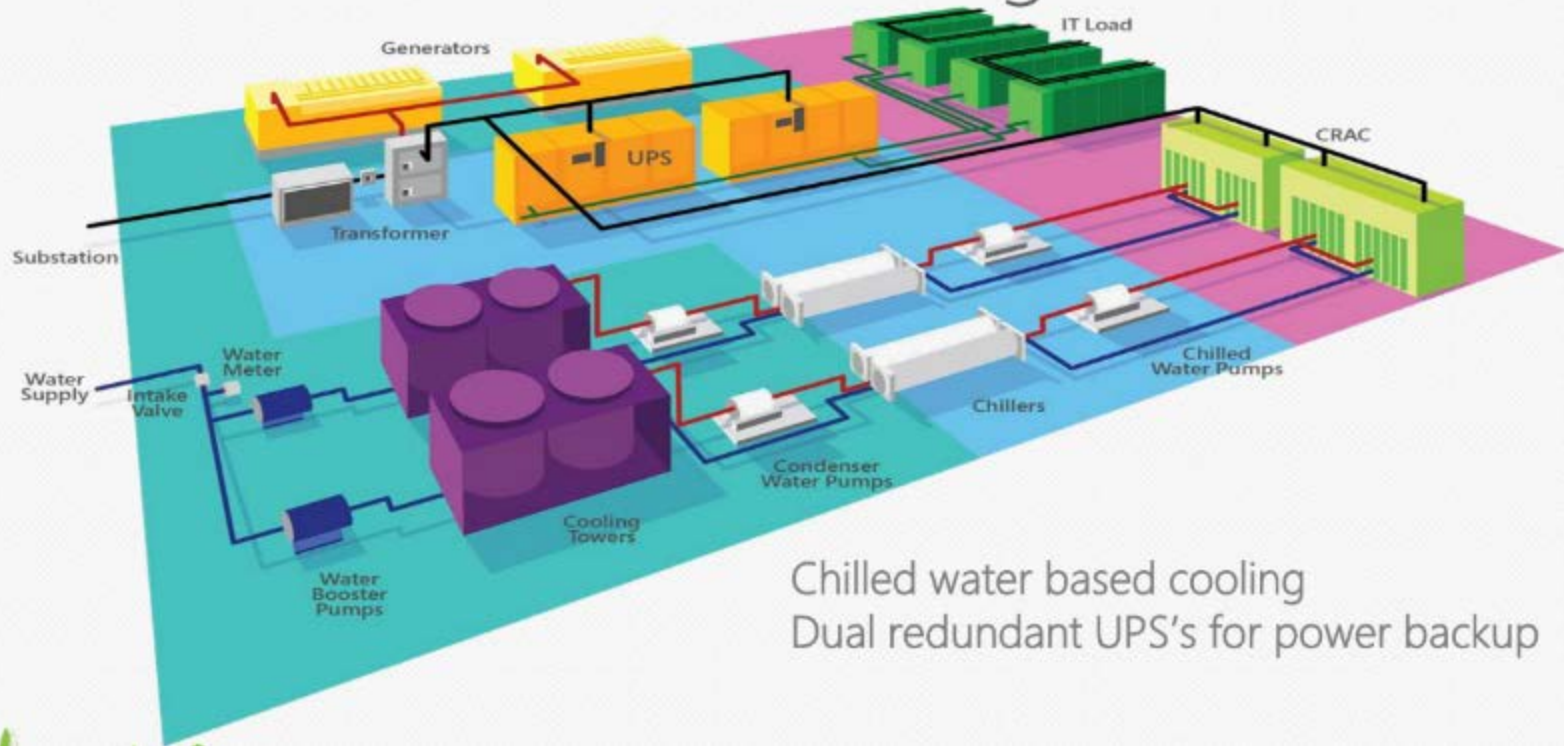 Generators
IT Load
UPS
CRAC
Transformer
Substation
Water
Meter
Water
Supply
Intake
Valve
Chilled
Water Pumps
Chillers
Condenser
Water Pumps
Cooling
Towers
Water
Booster
Pumps
Chilled water based cooling
Dual redundant UPS's for power backup